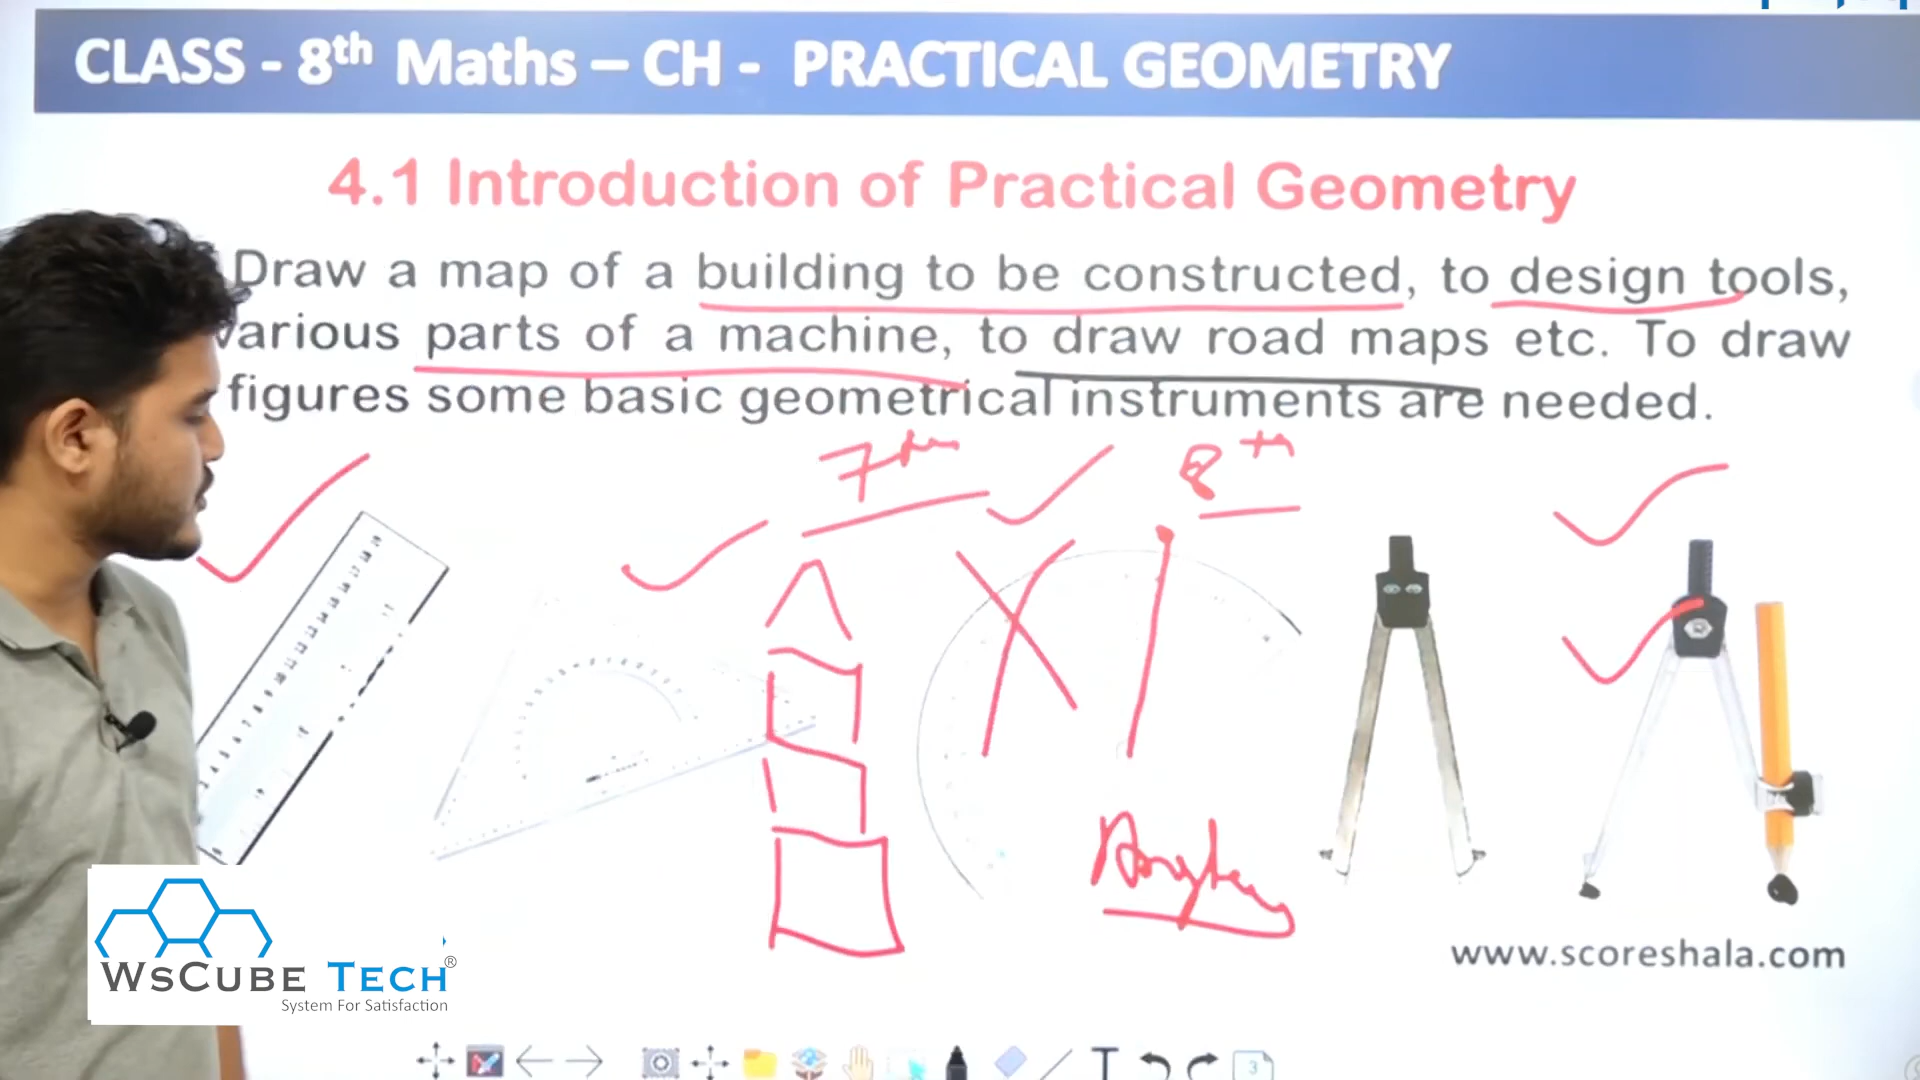 CLASS - 8th Maths – CH - PRACTICAL GEOMETRY
4.1 Introduction of Practical Geometry
Draw a map of a building to be constructed, to design tools,
various parts of a machine, to draw road maps etc. To draw
figures some basic geometrical instruments are needed.
7th
8th
www.scoreshala.com
WSCUBE TECH®
System For Satisfaction
T
3